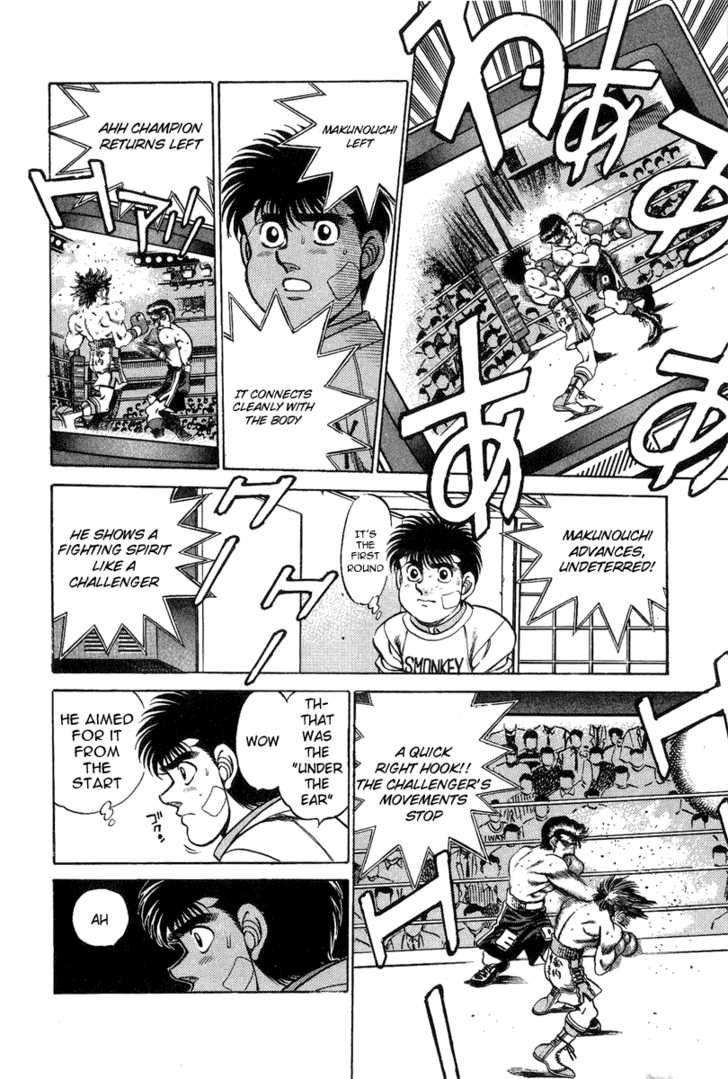 わああああ
MAKUNOUCHI
LEFT
IT CONNECTS
CLEANLY WITH
THE BODY
AHH CHAMPION
RETURNS LEFT
MAKUNOUCHI
ADVANCES,
UNDETERRED!
IT'S
THE
FIRST
ROUND
SMONKEY
HE SHOWS A
FIGHTING SPIRIT
LIKE A
CHALLENGER
A QUICK
RIGHT HOOK!!
THE CHALLENGER'S
MOVEMENTS
STOP
TH-
THAT
WAS
THE
"UNDER
THE
EAR"
WOW
HE AIMED
FOR IT
FROM
THE
START
AH